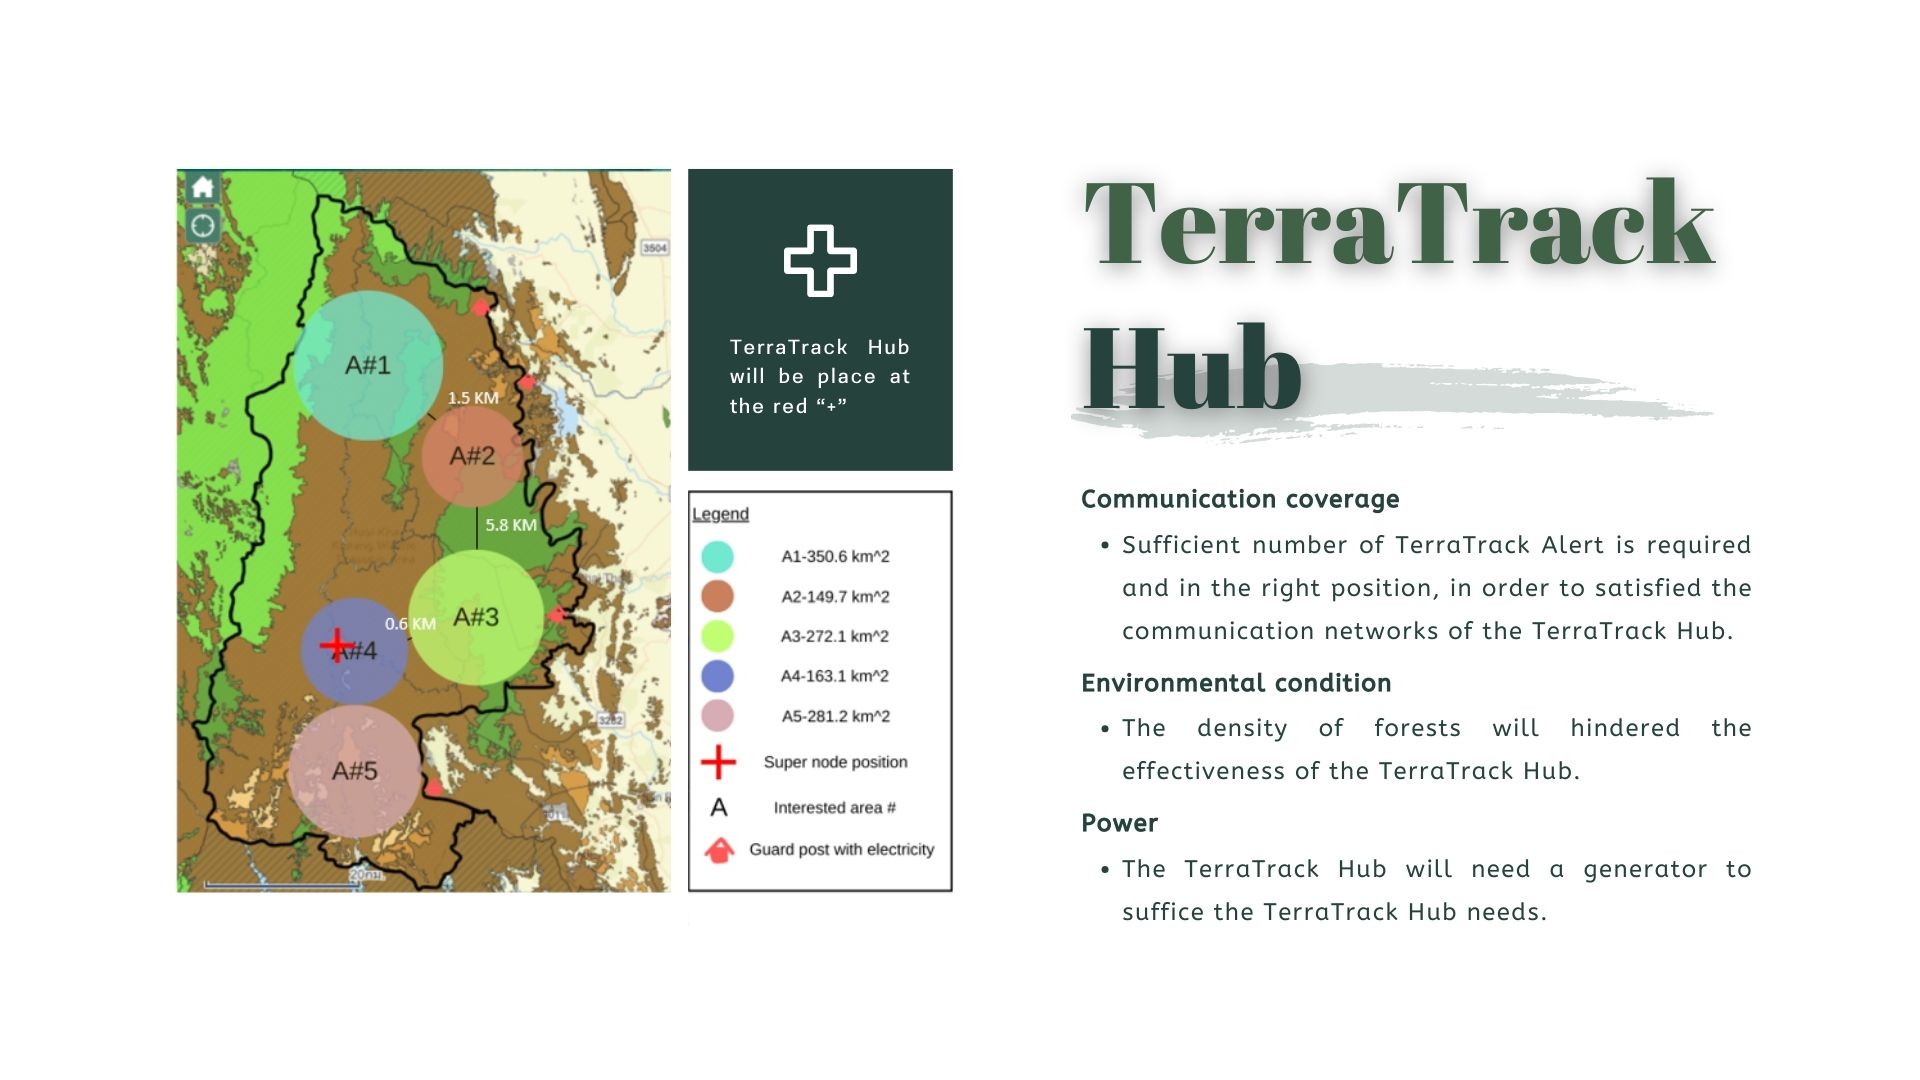 3504
A#1
1.5 KM
A#2
5.8 KM
A#3
0.6 KM
A#4
A#5
3282
20กม.
TerraTrack Hub
will be place at
the red “+”
Legend
A1-350.6 km^2
A2-149.7 km^2
A3-272.1 km^2
A4-163.1 km^2
A5-281.2 km^2
Super node position
A Interested area #
Guard post with electricity
TerraTrack
Hub
Communication coverage
• Sufficient number of TerraTrack Alert is required
and in the right position, in order to satisfied the
communication networks of the TerraTrack Hub.
Environmental condition
• The density of forests will hindered the
effectiveness of the TerraTrack Hub.
Power
• The TerraTrack Hub will need a generator to
suffice the TerraTrack Hub needs.